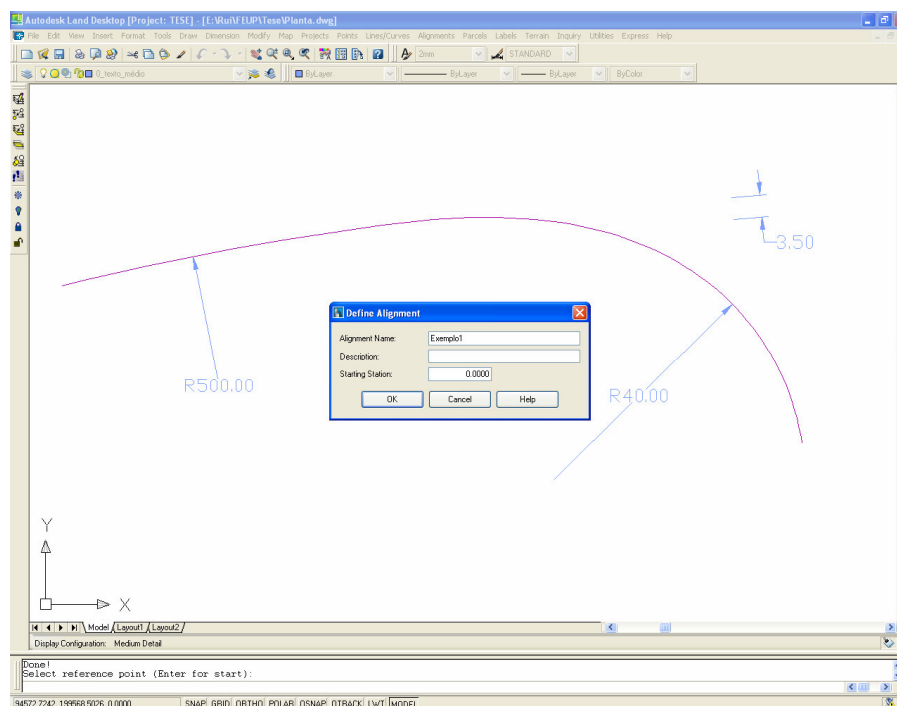 Autodesk Land Desktop [Project: TESE] - [E:\Rui\FEUP\Tese\Planta.dwg]
File Edit View Insert Format Tools Draw Dimension Modify Map Projects Points Lines/Curves Alignments Parcels Labels Terrain Inquiry Utilities Express Help
2mm STANDARD
0_texto_médio ByLayer ByLayer ByLayer ByColor
3.50
R500.00
R40.00
Define Alignment
Alignment Name: Exemplo1
Description:
Starting Station: 0.0000
OK Cancel Help
Y
X
Model Layout1 Layout2
Display Configuration: Medium Detail
Done!
Select reference point (Enter for start):
94572.7242, 199568.5026, 0.0000 SNAP GRID ORTHO POLAR OSNAP OTRACK LWT MODEL